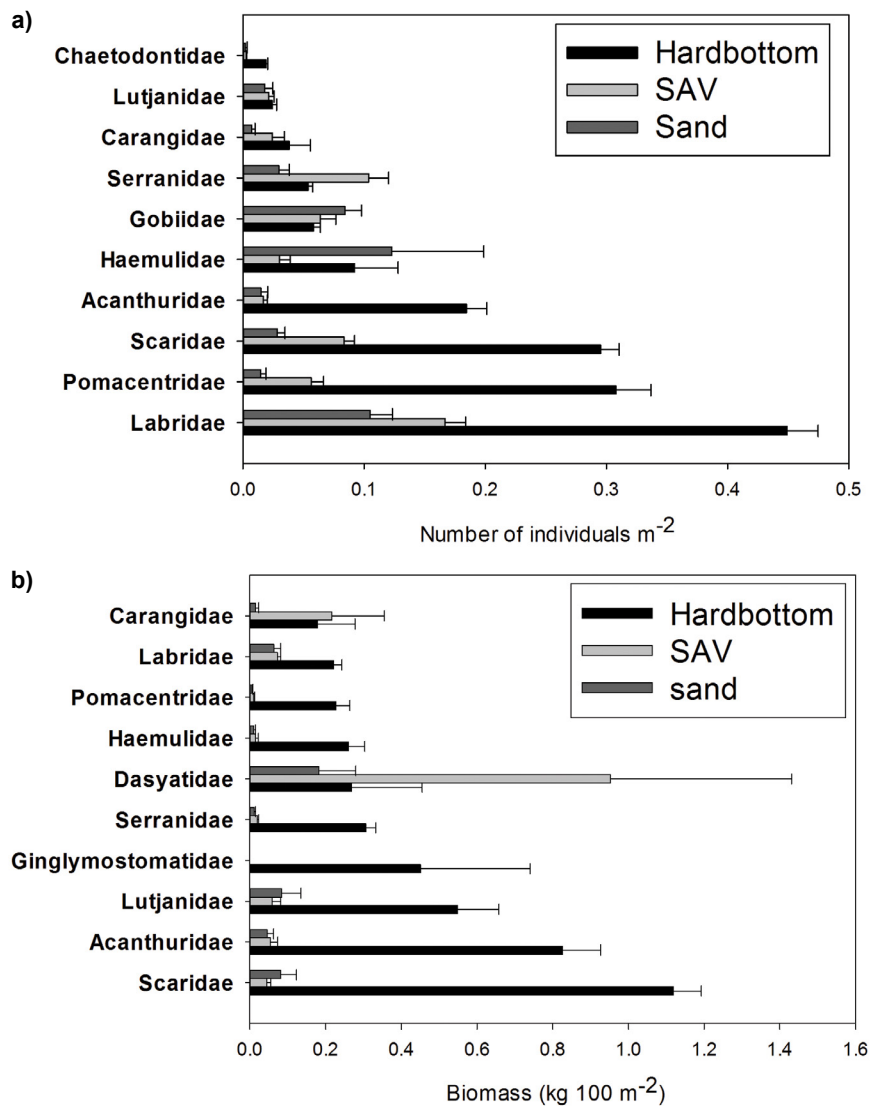 a)
Hardbottom
SAV
Sand
Chaetodontidae
Lutjanidae
Carangidae
Serranidae
Gobiidae
Haemulidae
Acanthuridae
Scaridae
Pomacentridae
Labridae
0.0 0.1 0.2 0.3 0.4 0.5
Number of individuals m-2
b)
Hardbottom
SAV
sand
Carangidae
Labridae
Pomacentridae
Haemulidae
Dasyatidae
Serranidae
Ginglymostomatidae
Lutjanidae
Acanthuridae
Scaridae
0.0 0.2 0.4 0.6 0.8 1.0 1.2 1.4 1.6
Biomass (kg 100 m-2)